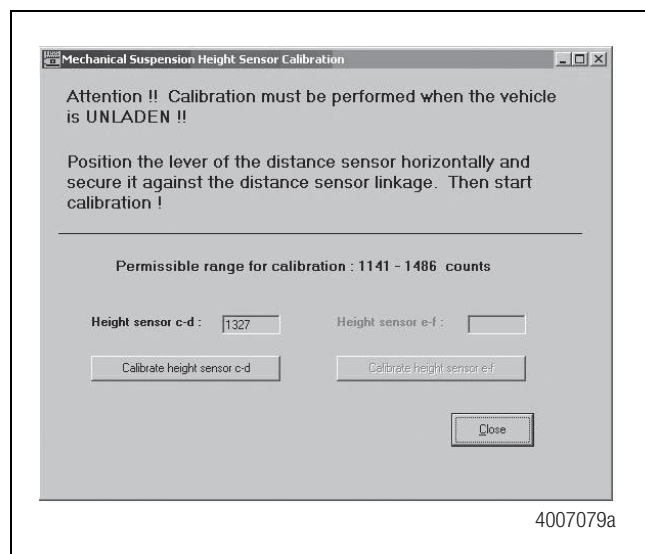 Mechanical Suspension Height Sensor Calibration
Attention !! Calibration must be performed when the vehicle
is UNLADEN !!
Position the lever of the distance sensor horizontally and
secure it against the distance sensor linkage. Then start
calibration !
Permissible range for calibration : 1141 - 1486 counts
Height sensor c-d : 1327 Height sensor e-f :
Calibrate height sensor c-d Calibrate height sensor e-f
Close
4007079a